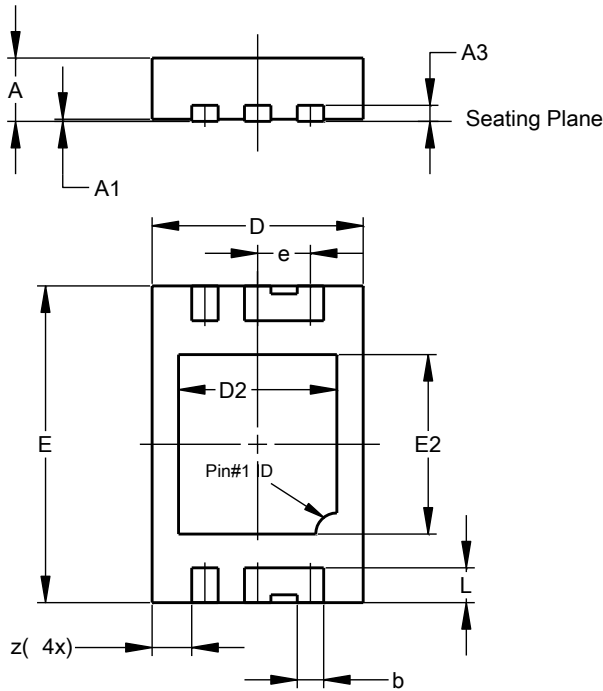 A3
A
Seating Plane
A1
D
e
D2
E
E2
Pin#1 ID
L
z( 4x)
b